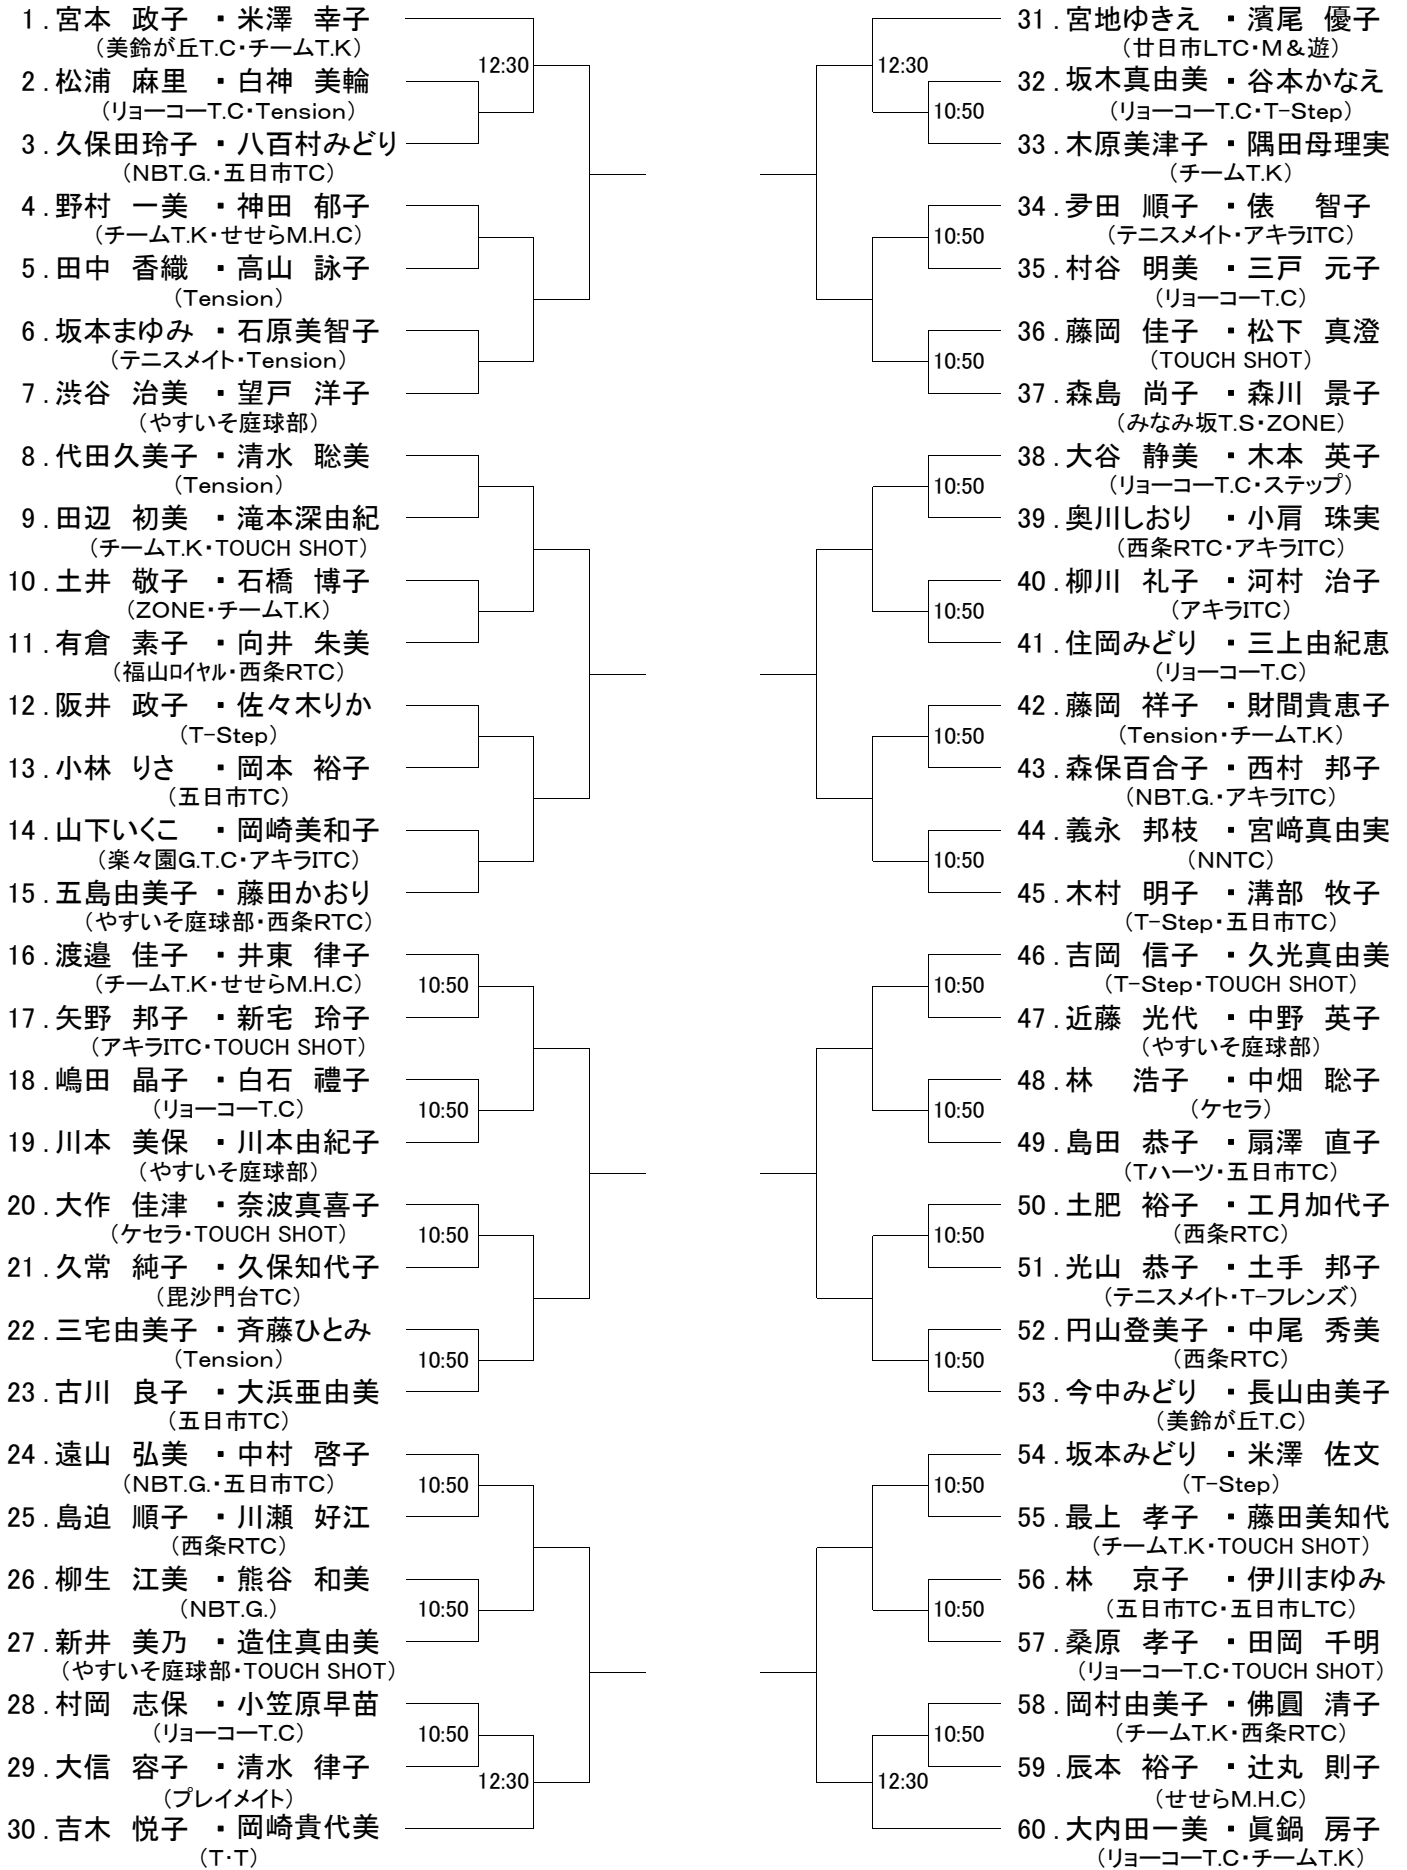 1.宮本 政子 ・米澤 幸子
(美鈴が丘T.C・チームT.K)
12:30
2.松浦 麻里 ・白神 美輪
(リョーコーT.C・Tension)
3.久保田玲子 ・八百村みどり
(NBT.G.・五日市TC)
4.野村 一美 ・神田 郁子
(チームT.K・せせらM.H.C)
5.田中 香織 ・高山 詠子
(Tension)
6.坂本まゆみ ・石原美智子
(テニスメイト・Tension)
7.渋谷 治美 ・望戸 洋子
(やすいそ庭球部)
8.代田久美子 ・清水 聡美
(Tension)
9.田辺 初美 ・滝本深由紀
(チームT.K・TOUCH SHOT)
10.土井 敬子 ・石橋 博子
(ZONE・チームT.K)
11.有倉 素子 ・向井 朱美
(福山ロイヤル・西条RTC)
12.阪井 政子 ・佐々木りか
(T-Step)
13.小林 りさ ・岡本 裕子
(五日市TC)
14.山下いくこ ・岡崎美和子
(楽々園G.T.C・アキラITC)
15.五島由美子 ・藤田かおり
(やすいそ庭球部・西条RTC)
16.渡邉 佳子 ・井東 律子
(チームT.K・せせらM.H.C)
10:50
17.矢野 邦子 ・新宅 玲子
(アキラITC・TOUCH SHOT)
18.嶋田 晶子 ・白石 禮子
(リョーコーT.C)
10:50
19.川本 美保 ・川本由紀子
(やすいそ庭球部)
20.大作 佳津 ・奈波真喜子
(ケセラ・TOUCH SHOT)
10:50
21.久常 純子 ・久保知代子
(毘沙門台TC)
22.三宅由美子 ・斉藤ひとみ
(Tension)
10:50
23.古川 良子 ・大浜亜由美
(五日市TC)
24.遠山 弘美 ・中村 啓子
(NBT.G.・五日市TC)
10:50
25.島迫 順子 ・川瀬 好江
(西条RTC)
26.柳生 江美 ・熊谷 和美
(NBT.G.)
10:50
27.新井 美乃 ・造住真由美
(やすいそ庭球部・TOUCH SHOT)
28.村岡 志保 ・小笠原早苗
(リョーコーT.C)
10:50
29.大信 容子 ・清水 律子
(プレイメイト)
12:30
30.吉木 悦子 ・岡崎貴代美
(T・T)
31.宮地ゆきえ ・濱尾 優子
(廿日市LTC・M&遊)
12:30
32.坂木真由美 ・谷本かなえ
(リョーコーT.C・T-Step)
10:50
33.木原美津子 ・隅田母理実
(チームT.K)
34.夛田 順子 ・俵 智子
(テニスメイト・アキラITC)
10:50
35.村谷 明美 ・三戸 元子
(リョーコーT.C)
36.藤岡 佳子 ・松下 真澄
(TOUCH SHOT)
10:50
37.森島 尚子 ・森川 景子
(みなみ坂T.S・ZONE)
38.大谷 静美 ・木本 英子
(リョーコーT.C・ステップ)
10:50
39.奥川しおり ・小肩 珠実
(西条RTC・アキラITC)
40.柳川 礼子 ・河村 治子
(アキラITC)
10:50
41.住岡みどり ・三上由紀恵
(リョーコーT.C)
42.藤岡 祥子 ・財間貴恵子
(Tension・チームT.K)
10:50
43.森保百合子 ・西村 邦子
(NBT.G.・アキラITC)
44.義永 邦枝 ・宮﨑真由実
(NNTC)
10:50
45.木村 明子 ・溝部 牧子
(T-Step・五日市TC)
46.吉岡 信子 ・久光真由美
(T-Step・TOUCH SHOT)
10:50
47.近藤 光代 ・中野 英子
(やすいそ庭球部)
48.林 浩子 ・中畑 聡子
(ケセラ)
10:50
49.島田 恭子 ・扇澤 直子
(Tハーツ・五日市TC)
50.土肥 裕子 ・工月加代子
(西条RTC)
10:50
51.光山 恭子 ・土手 邦子
(テニスメイト・T-フレンズ)
52.円山登美子 ・中尾 秀美
(西条RTC)
10:50
53.今中みどり ・長山由美子
(美鈴が丘T.C)
54.坂本みどり ・米澤 佐文
(T-Step)
10:50
55.最上 孝子 ・藤田美知代
(チームT.K・TOUCH SHOT)
56.林 京子 ・伊川まゆみ
(五日市TC・五日市LTC)
10:50
57.桑原 孝子 ・田岡 千明
(リョーコーT.C・TOUCH SHOT)
58.岡村由美子 ・佛圓 清子
(チームT.K・西条RTC)
10:50
59.辰本 裕子 ・辻丸 則子
(せせらM.H.C)
12:30
60.大内田一美 ・眞鍋 房子
(リョーコーT.C・チームT.K)